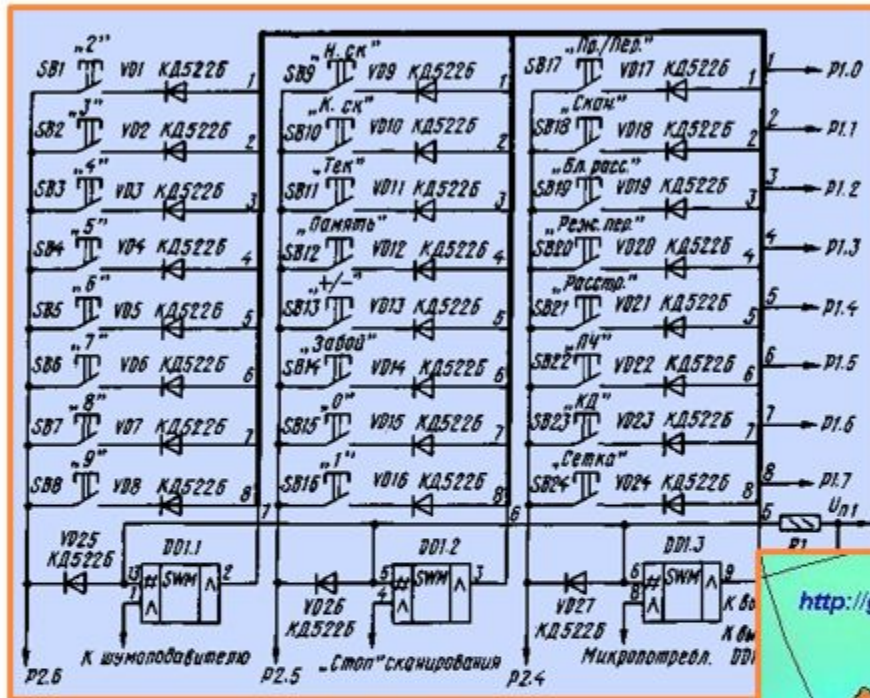 „2" „Н. ск" „Пр./Пер."
SB1 VD1 КД522Б 1 SB9 VD9 КД522Б 1 SB17 VD17 КД522Б 1 1 P1.0
„3" „К. ск" „Скан."
SB2 VD2 КД522Б 2 SB10 VD10 КД522Б 2 SB18 VD18 КД522Б 2 2 P1.1
„4" „Тек" „Бл. расс."
SB3 VD3 КД522Б 3 SB11 VD11 КД522Б 3 SB19 VD19 КД522Б 3 3 P1.2
„5" „Память" „Реж. пер."
SB4 VD4 КД522Б 4 SB12 VD12 КД522Б 4 SB20 VD20 КД522Б 4 4 P1.3
„6" „+/–" „Расстр."
SB5 VD5 КД522Б 5 SB13 VD13 КД522Б 5 SB21 VD21 КД522Б 5 5 P1.4
„7" „Забой" „ПЧ"
SB6 VD6 КД522Б 6 SB14 VD14 КД522Б 6 SB22 VD22 КД522Б 6 6 P1.5
„8" „0" „КД"
SB7 VD7 КД522Б 7 SB15 VD15 КД522Б 7 SB23 VD23 КД522Б 7 7 P1.6
„9" „1" „Сетка"
SB8 VD8 КД522Б 8 SB16 VD16 КД522Б 8 SB24 VD24 КД522Б 8 8 P1.7
7 6 5 Uп1
VD25 КД522Б DD1.1 DD1.2 DD1.3 R1
13 # SWM ^ 2 5 # SWM ^ 3 6 # SWM ^ 9
1 ^ VD26 КД522Б 4 ^ VD27 КД522Б 8 ^
К шумоподавителю „Стоп" сканирования Микропотребл.
P2.6 P2.5 P2.4